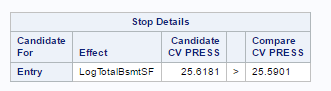 Stop Details
Candidate For Effect Candidate CV PRESS Compare CV PRESS
Entry LogTotalBsmtSF 25.6181 > 25.5901